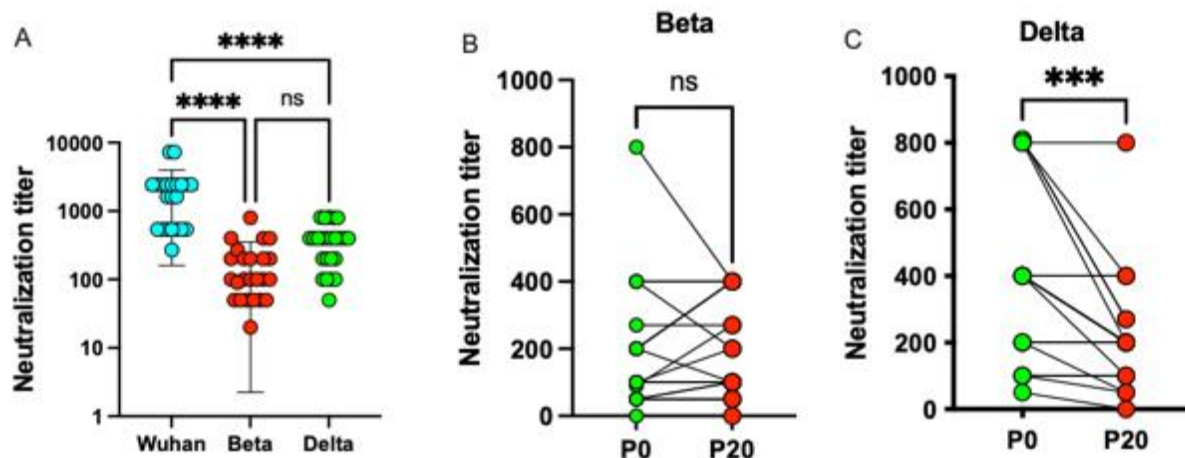 A
Neutralization titer
10000
1000
100
10
1
****
****
ns
Wuhan
Beta
Delta
B
Beta
Neutralization titer
1000
800
600
400
200
0
ns
P0
P20
C
Delta
Neutralization titer
1000
800
600
400
200
0
***
P0
P20